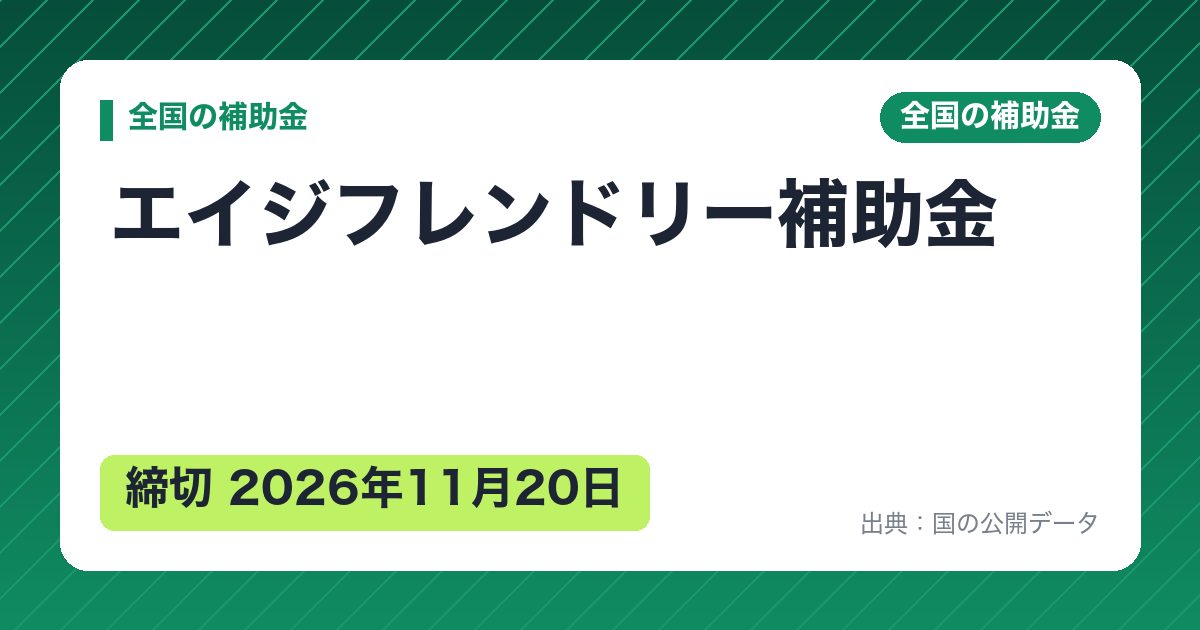 全国の補助金
全国の補助金
エイジフレンドリー補助金
締切 2026年11月20日
出典：国の公開データ